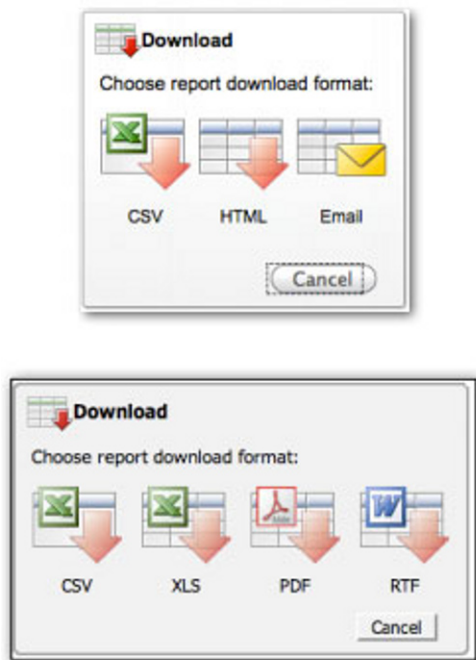 Download
Choose report download format:
CSV HTML Email
Cancel
Download
Choose report download format:
CSV XLS PDF RTF
Cancel